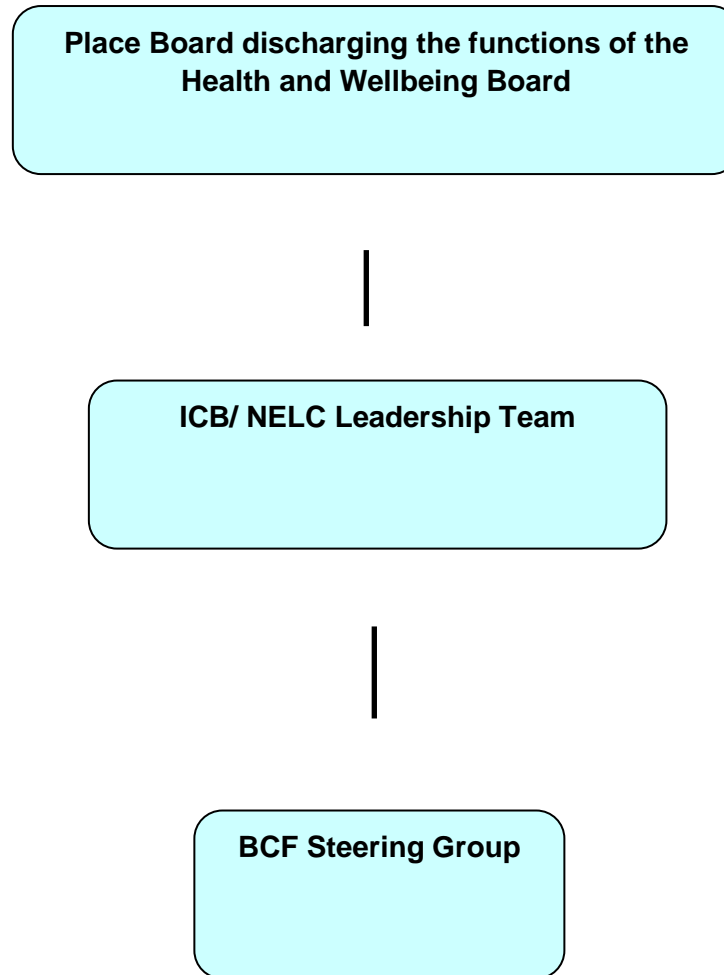 Place Board discharging the functions of the
Health and Wellbeing Board
ICB/ NELC Leadership Team
BCF Steering Group